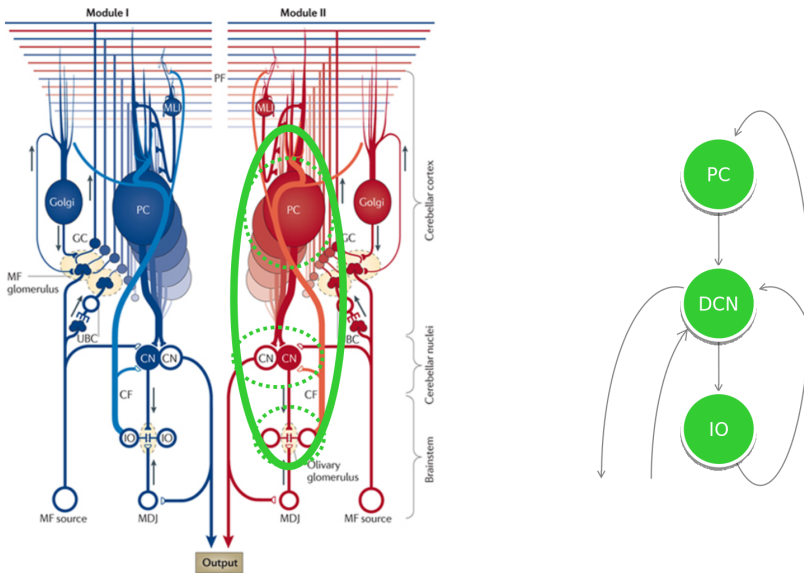 Module I
Module II
PF
MLI
MLI
PC
PC
Golgi
Golgi
GC
GC
MF
glomerulus
UBC
BC
CN
CN
CN
CN
CF
CF
IO
IO
Olivary
glomerulus
MF source
MDJ
MDJ
MF source
Output
Cerebellar cortex
Cerebellar nuclei
Brainstem
PC
DCN
IO